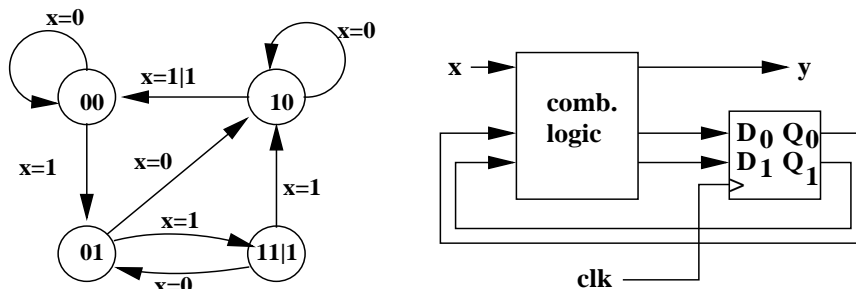 x=0
x=0
00
x=1|1
10
x=1
x=0
x=1
01
x=1
11|1
x=0
x
comb.
logic
y
D0 Q0
D1 Q1
clk